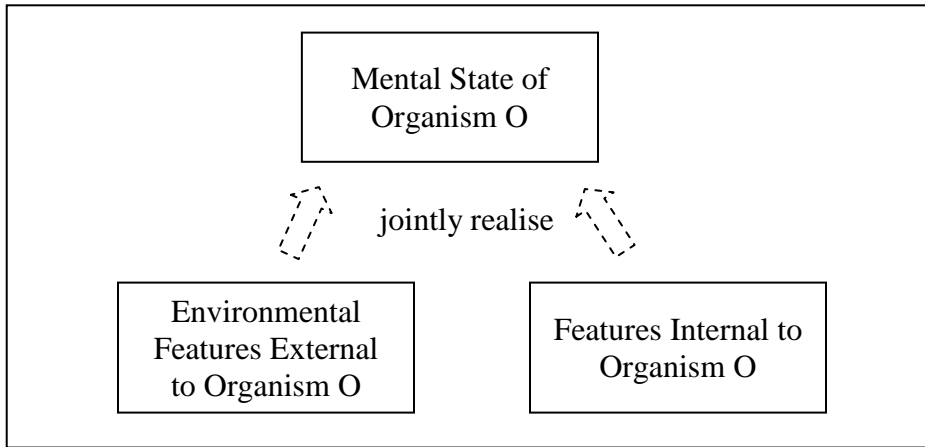 Mental State of
Organism O
jointly realise
Environmental
Features External
to Organism O
Features Internal to
Organism O